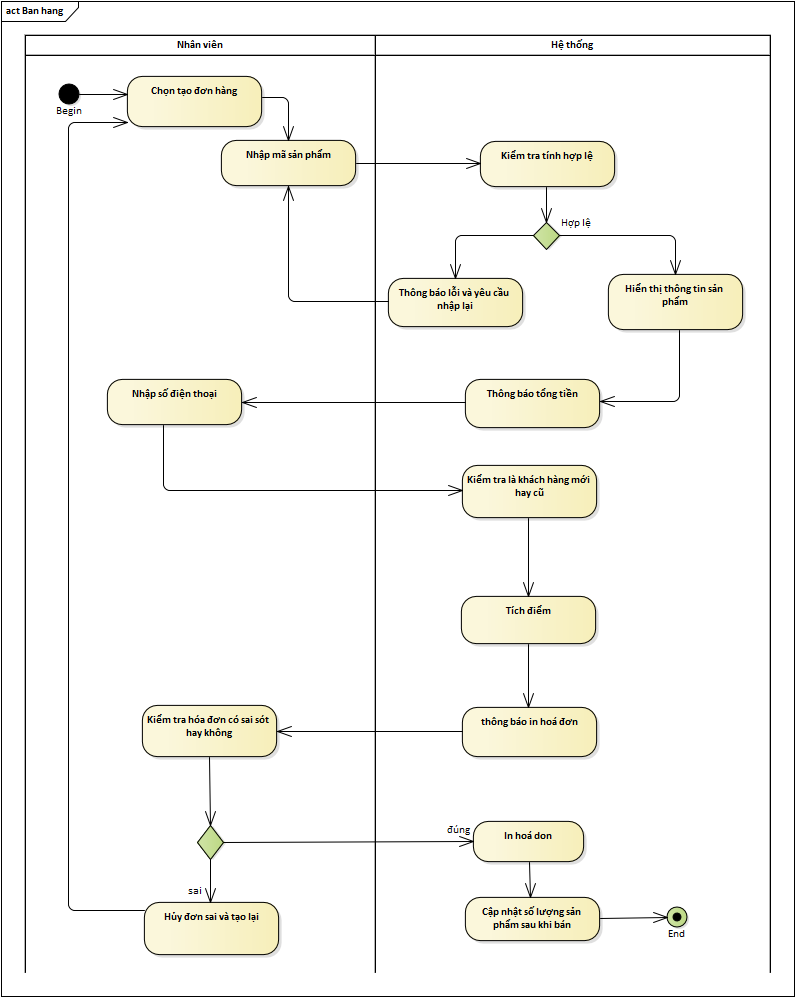 act Ban hang
Nhân viên
Hệ thống
Begin
Chọn tạo đơn hàng
Nhập mã sản phẩm
Kiểm tra tính hợp lệ
Hợp lệ
Thông báo lỗi và yêu cầu
nhập lại
Hiển thị thông tin sản
phẩm
Nhập số điện thoại
Thông báo tổng tiền
Kiểm tra là khách hàng mới
hay cũ
Tích điểm
Kiểm tra hóa đơn có sai sót
hay không
thông báo in hoá đơn
đúng
In hoá don
sai
Hủy đơn sai và tạo lại
Cập nhật số lượng sản
phẩm sau khi bán
End